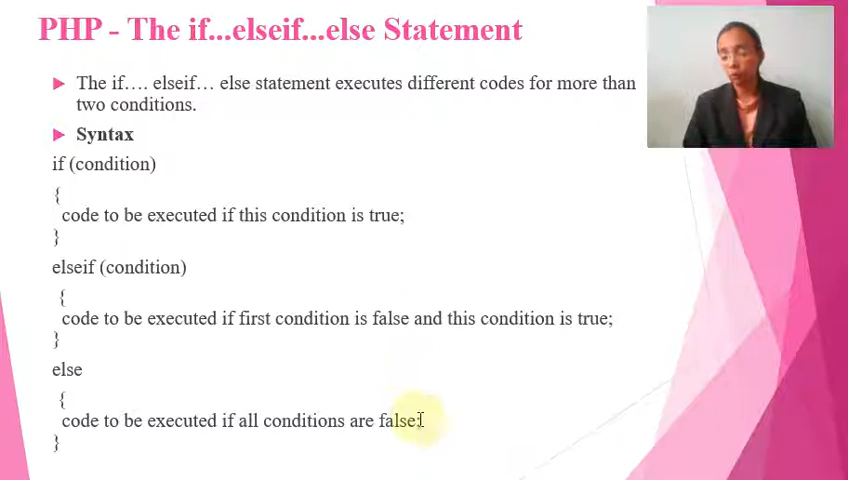 PHP - The if...elseif...else Statement
The if…. elseif… else statement executes different codes for more than
two conditions.
Syntax
if (condition)
{
code to be executed if this condition is true;
}
elseif (condition)
{
code to be executed if first condition is false and this condition is true;
}
else
{
code to be executed if all conditions are false;
}